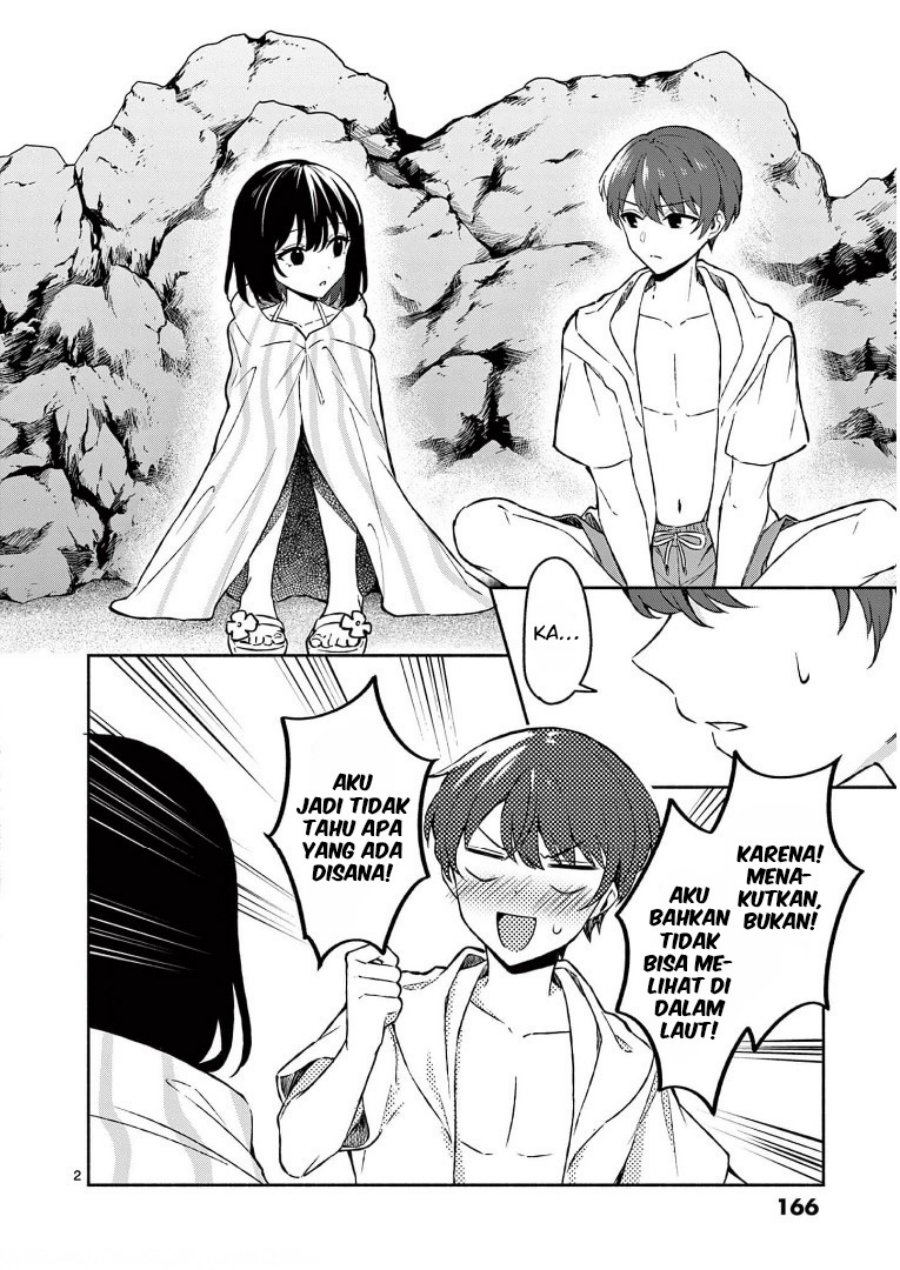 KA...
KARENA!
MENA-
KUTKAN,
BUKAN!
AKU
BAHKAN
TIDAK
BISA ME-
LIHAT DI
DALAM
LAUT!
AKU
JADI TIDAK
TAHU APA
YANG ADA
DISANA!
2
166